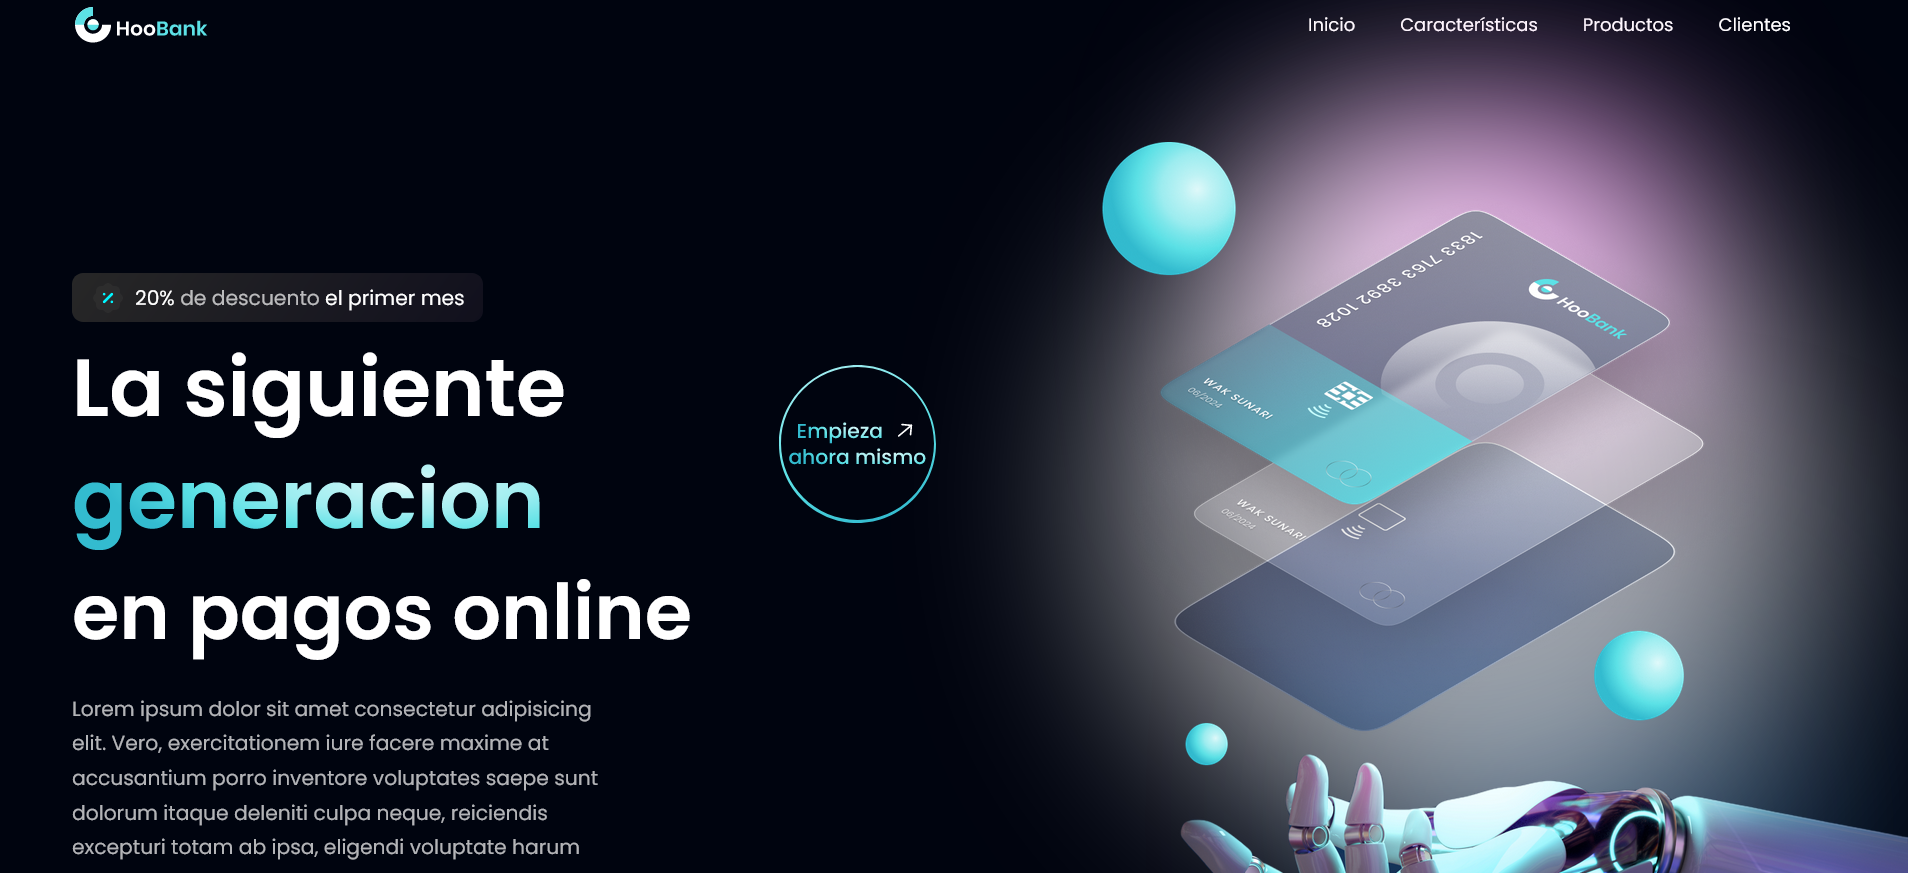 HooBank
Inicio
Características
Productos
Clientes
20% de descuento el primer mes
La siguiente
generacion
en pagos online
Empieza
ahora mismo
Lorem ipsum dolor sit amet consectetur adipisicing
elit. Vero, exercitationem iure facere maxime at
accusantium porro inventore voluptates saepe sunt
dolorum itaque deleniti culpa neque, reiciendis
excepturi totam ab ipsa, eligendi voluptate harum
1833 7163 3892 1028
HooBank
WAK SUNARI
06/2024
WAK SUNARI
06/2024